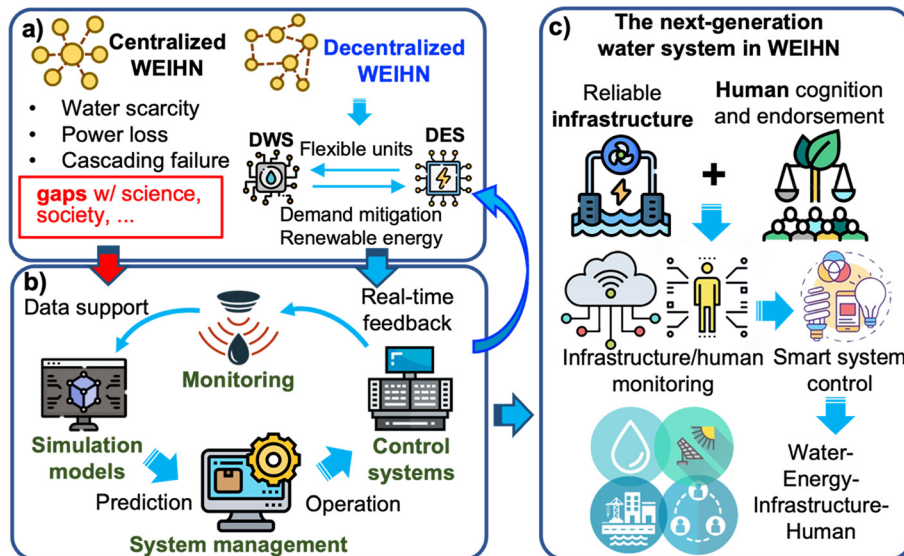 a)
Centralized
WEIHN
Decentralized
WEIHN
• Water scarcity
• Power loss
• Cascading failure
gaps w/ science,
society, ...
DWS
Flexible units
DES
Demand mitigation
Renewable energy
b)
Data support
Real-time
feedback
Monitoring
Simulation
models
Control
systems
Prediction
Operation
System management
c)
The next-generation
water system in WEIHN
Reliable
infrastructure
+
Human cognition
and endorsement
Infrastructure/human
monitoring
Smart system
control
Water-
Energy-
Infrastructure-
Human